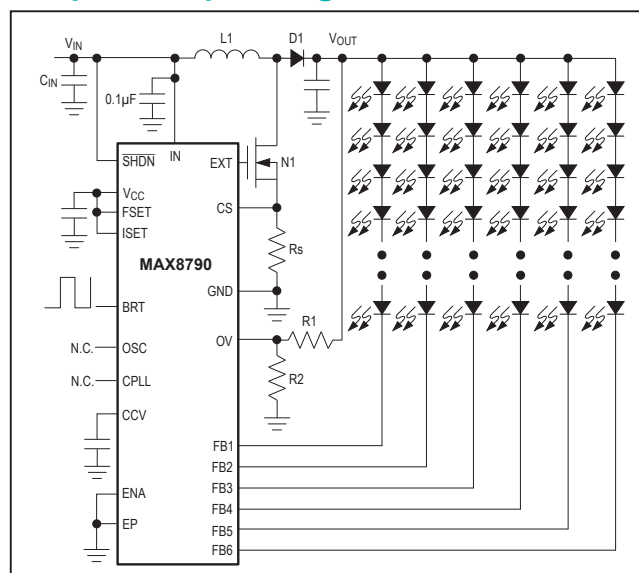 VIN
L1
D1
VOUT
CIN
0.1µF
IN
SHDN
EXT
N1
VCC
FSET
CS
ISET
Rs
MAX8790
GND
BRT
R1
OSC
OV
CPLL
N.C.
N.C.
R2
CCV
FB1
FB2
ENA
FB3
FB4
EP
FB5
FB6